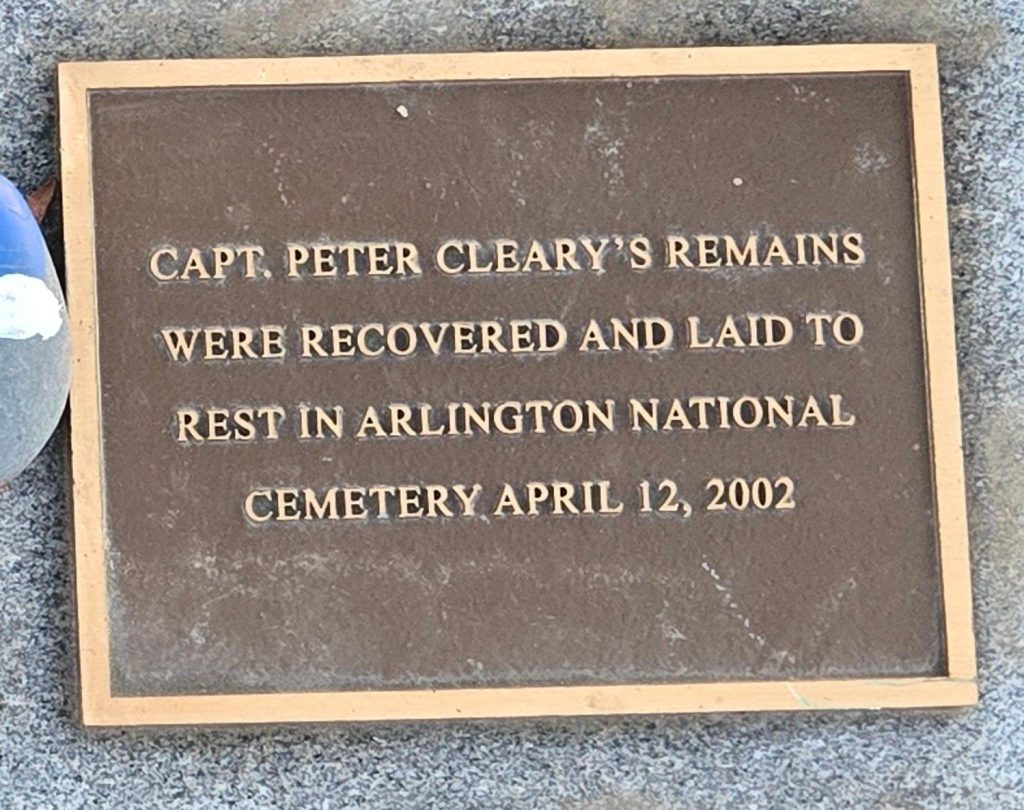 CAPT. PETER CLEARY’S REMAINS
WERE RECOVERED AND LAID TO
REST IN ARLINGTON NATIONAL
CEMETERY APRIL 12, 2002